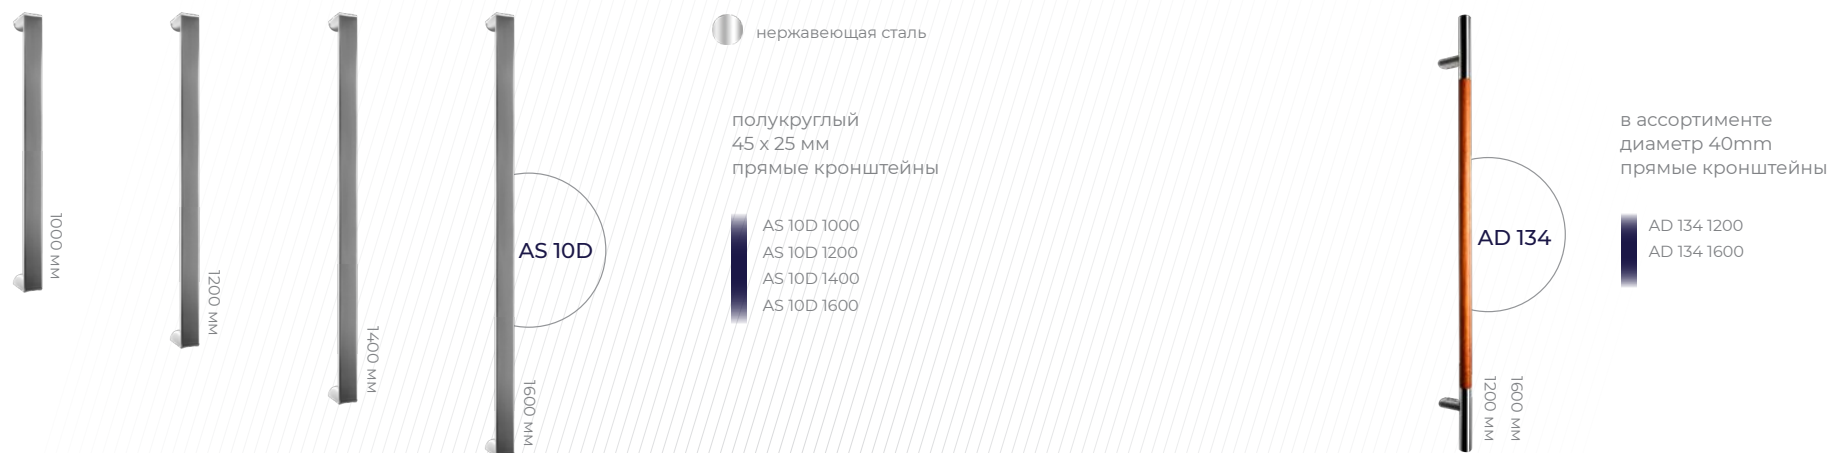 1000 мм
1200 мм
1400 мм
1600 мм
AS 10D
нержавеющая сталь
полукруглый
45 x 25 мм
прямые кронштейны
AS 10D 1000
AS 10D 1200
AS 10D 1400
AS 10D 1600
AD 134
1200 мм
1600 мм
в ассортименте
диаметр 40mm
прямые кронштейны
AD 134 1200
AD 134 1600